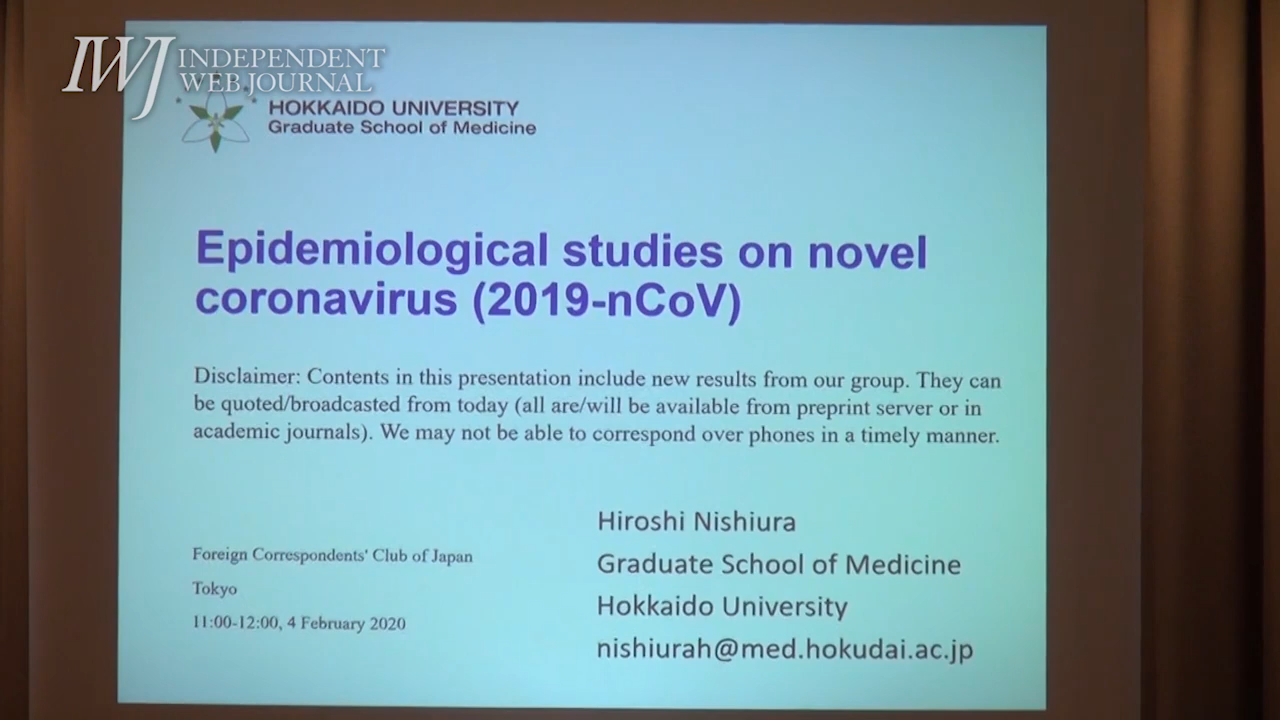 IWJ INDEPENDENT
WEB JOURNAL
HOKKAIDO UNIVERSITY
Graduate School of Medicine
Epidemiological studies on novel
coronavirus (2019-nCoV)
Disclaimer: Contents in this presentation include new results from our group. They can
be quoted/broadcasted from today (all are/will be available from preprint server or in
academic journals). We may not be able to correspond over phones in a timely manner.
Foreign Correspondents' Club of Japan
Tokyo
11:00-12:00, 4 February 2020
Hiroshi Nishiura
Graduate School of Medicine
Hokkaido University
nishiurah@med.hokudai.ac.jp